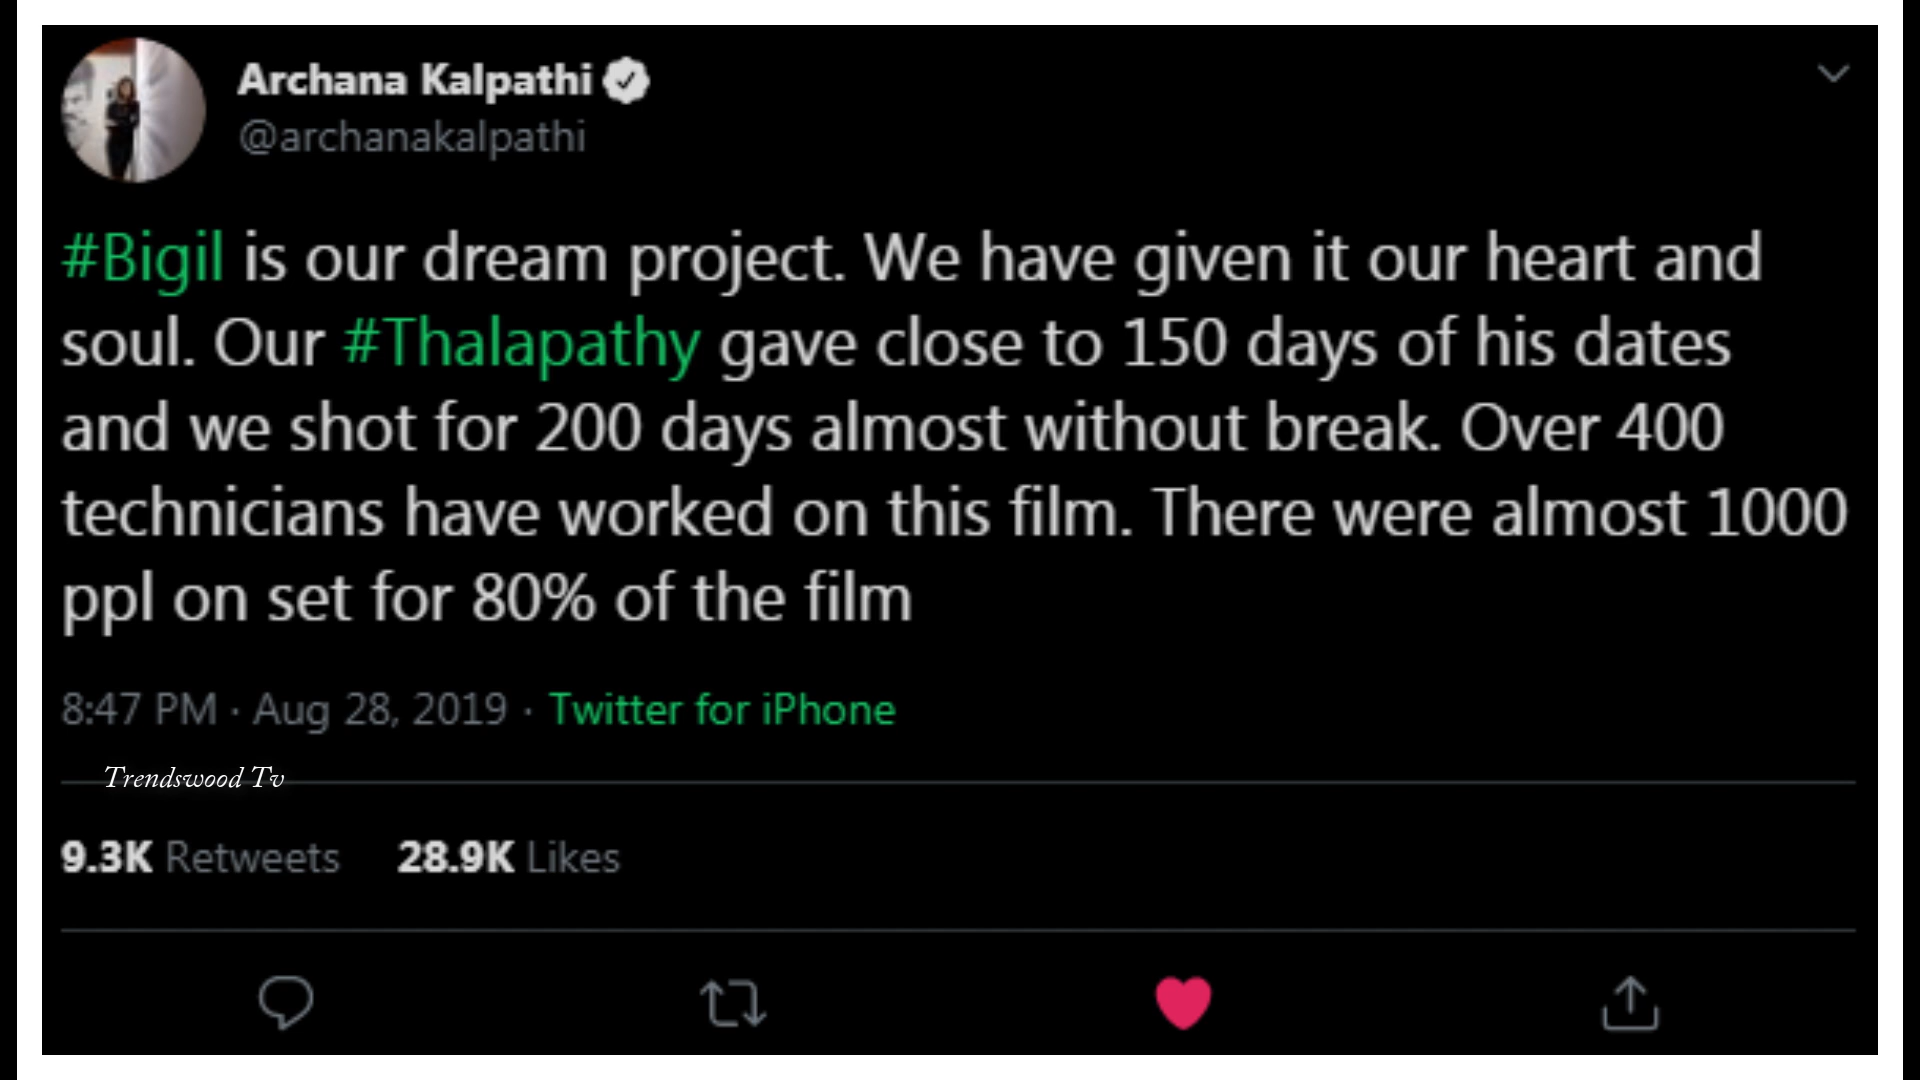 Archana Kalpathi
@archanakalpathi
#Bigil is our dream project. We have given it our heart and
soul. Our #Thalapathy gave close to 150 days of his dates
and we shot for 200 days almost without break. Over 400
technicians have worked on this film. There were almost 1000
ppl on set for 80% of the film
8:47 PM · Aug 28, 2019 · Twitter for iPhone
Trendswood Tv
9.3K Retweets 28.9K Likes